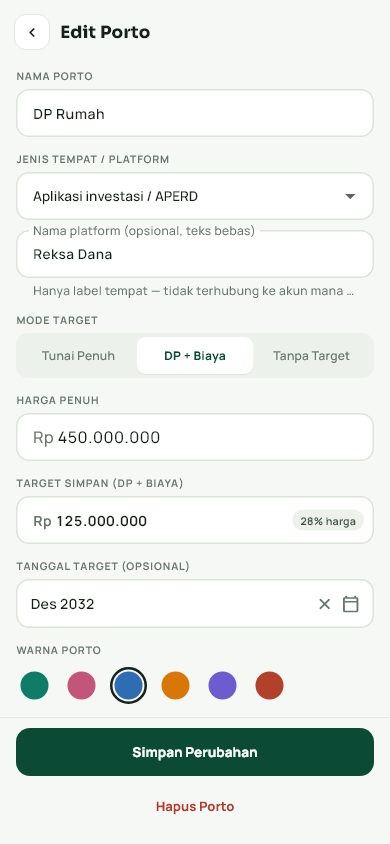 Edit Porto
NAMA PORTO
DP Rumah
JENIS TEMPAT / PLATFORM
Aplikasi investasi / APERD
Nama platform (opsional, teks bebas)
Reksa Dana
Hanya label tempat — tidak terhubung ke akun mana ...
MODE TARGET
Tunai Penuh DP + Biaya Tanpa Target
HARGA PENUH
Rp 450.000.000
TARGET SIMPAN (DP + BIAYA)
Rp 125.000.000 28% harga
TANGGAL TARGET (OPSIONAL)
Des 2032
WARNA PORTO
Simpan Perubahan
Hapus Porto